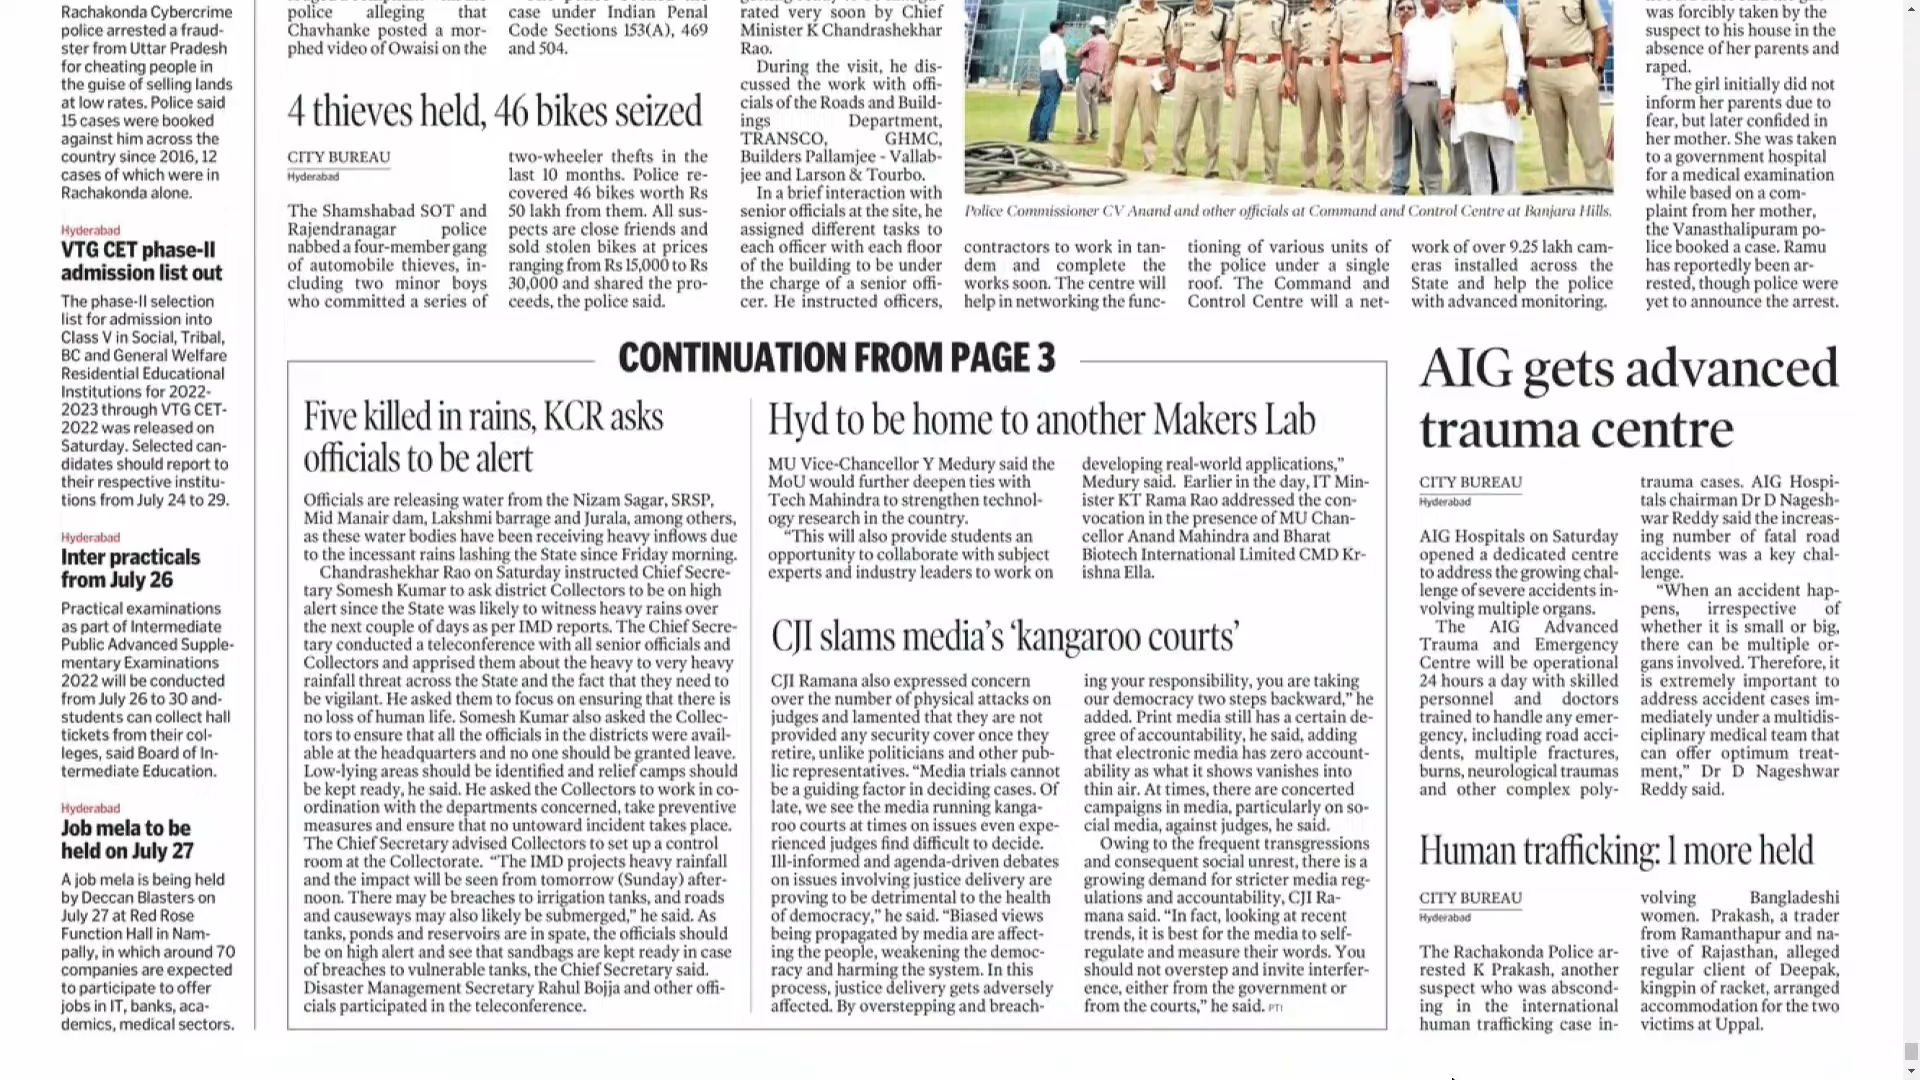 Rachakonda Cybercrime
police arrested a fraud-
ster from Uttar Pradesh
for cheating people in
the guise of selling lands
at low rates. Police said
15 cases were booked
against him across the
country since 2016, 12
cases of which were in
Rachakonda alone.
Hyderabad
VTG CET phase-II
admission list out
The phase-II selection
list for admission into
Class V in Social, Tribal,
BC and General Welfare
Residential Educational
Institutions for 2022-
2023 through VTG CET-
2022 was released on
Saturday. Selected can-
didates should report to
their respective institu-
tions from July 24 to 29.
Hyderabad
Inter practicals
from July 26
Practical examinations
as part of Intermediate
Public Advanced Supple-
mentary Examinations
2022 will be conducted
from July 26 to 30 and-
students can collect hall
tickets from their col-
leges, said Board of In-
termediate Education.
Hyderabad
Job mela to be
held on July 27
A job mela is being held
by Deccan Blasters on
July 27 at Red Rose
Function Hall in Nam-
pally, in which around 70
companies are expected
to participate to offer
jobs in IT, banks, aca-
demics, medical sectors.
police alleging that
Chavhanke posted a mor-
phed video of Owaisi on the
case under Indian Penal
Code Sections 153(A), 469
and 504.
4 thieves held, 46 bikes seized
CITY BUREAU
Hyderabad
The Shamshabad SOT and
Rajendranagar police
nabbed a four-member gang
of automobile thieves, in-
cluding two minor boys
who committed a series of
two-wheeler thefts in the
last 10 months. Police re-
covered 46 bikes worth Rs
50 lakh from them. All sus-
pects are close friends and
sold stolen bikes at prices
ranging from Rs 15,000 to Rs
30,000 and shared the pro-
ceeds, the police said.
rated very soon by Chief
Minister K Chandrashekhar
Rao.
During the visit, he dis-
cussed the work with offi-
cials of the Roads and Build-
ings Department,
TRANSCO, GHMC,
Builders Pallamjee - Vallab-
jee and Larson & Tourbo.
In a brief interaction with
senior officials at the site, he
assigned different tasks to
each officer with each floor
of the building to be under
the charge of a senior offi-
cer. He instructed officers,
Police Commissioner CV Anand and other officials at Command and Control Centre at Banjara Hills.
contractors to work in tan-
dem and complete the
works soon. The centre will
help in networking the func-
tioning of various units of
the police under a single
roof. The Command and
Control Centre will a net-
work of over 9.25 lakh cam-
eras installed across the
State and help the police
with advanced monitoring.
was forcibly taken by the
suspect to his house in the
absence of her parents and
raped.
The girl initially did not
inform her parents due to
fear, but later confided in
her mother. She was taken
to a government hospital
for a medical examination
while based on a com-
plaint from her mother,
the Vanasthalipuram po-
lice booked a case. Ramu
has reportedly been ar-
rested, though police were
yet to announce the arrest.
CONTINUATION FROM PAGE 3
Five killed in rains, KCR asks
officials to be alert
Officials are releasing water from the Nizam Sagar, SRSP,
Mid Manair dam, Lakshmi barrage and Jurala, among others,
as these water bodies have been receiving heavy inflows due
to the incessant rains lashing the State since Friday morning.
Chandrashekhar Rao on Saturday instructed Chief Secre-
tary Somesh Kumar to ask district Collectors to be on high
alert since the State was likely to witness heavy rains over
the next couple of days as per IMD reports. The Chief Secre-
tary conducted a teleconference with all senior officials and
Collectors and apprised them about the heavy to very heavy
rainfall threat across the State and the fact that they need to
be vigilant. He asked them to focus on ensuring that there is
no loss of human life. Somesh Kumar also asked the Collec-
tors to ensure that all the officials in the districts were avail-
able at the headquarters and no one should be granted leave.
Low-lying areas should be identified and relief camps should
be kept ready, he said. He asked the Collectors to work in co-
ordination with the departments concerned, take preventive
measures and ensure that no untoward incident takes place.
The Chief Secretary advised Collectors to set up a control
room at the Collectorate. “The IMD projects heavy rainfall
and the impact will be seen from tomorrow (Sunday) after-
noon. There may be breaches to irrigation tanks, and roads
and causeways may also likely be submerged,” he said. As
tanks, ponds and reservoirs are in spate, the officials should
be on high alert and see that sandbags are kept ready in case
of breaches to vulnerable tanks, the Chief Secretary said.
Disaster Management Secretary Rahul Bojja and other offi-
cials participated in the teleconference.
Hyd to be home to another Makers Lab
MU Vice-Chancellor Y Medury said the
MoU would further deepen ties with
Tech Mahindra to strengthen technol-
ogy research in the country.
“This will also provide students an
opportunity to collaborate with subject
experts and industry leaders to work on
developing real-world applications,”
Medury said. Earlier in the day, IT Min-
ister KT Rama Rao addressed the con-
vocation in the presence of MU Chan-
cellor Anand Mahindra and Bharat
Biotech International Limited CMD Kr-
ishna Ella.
CJI slams media’s ‘kangaroo courts’
CJI Ramana also expressed concern
over the number of physical attacks on
judges and lamented that they are not
provided any security cover once they
retire, unlike politicians and other pub-
lic representatives. “Media trials cannot
be a guiding factor in deciding cases. Of
late, we see the media running kanga-
roo courts at times on issues even expe-
rienced judges find difficult to decide.
Ill-informed and agenda-driven debates
on issues involving justice delivery are
proving to be detrimental to the health
of democracy,” he said. “Biased views
being propagated by media are affect-
ing the people, weakening the democ-
racy and harming the system. In this
process, justice delivery gets adversely
affected. By overstepping and breach-
ing your responsibility, you are taking
our democracy two steps backward,” he
added. Print media still has a certain de-
gree of accountability, he said, adding
that electronic media has zero account-
ability as what it shows vanishes into
thin air. At times, there are concerted
campaigns in media, particularly on so-
cial media, against judges, he said.
Owing to the frequent transgressions
and consequent social unrest, there is a
growing demand for stricter media reg-
ulations and accountability, CJI Ra-
mana said. “In fact, looking at recent
trends, it is best for the media to self-
regulate and measure their words. You
should not overstep and invite interfer-
ence, either from the government or
from the courts,” he said. PTI
AIG gets advanced
trauma centre
CITY BUREAU
Hyderabad
AIG Hospitals on Saturday
opened a dedicated centre
to address the growing chal-
lenge of severe accidents in-
volving multiple organs.
The AIG Advanced
Trauma and Emergency
Centre will be operational
24 hours a day with skilled
personnel and doctors
trained to handle any emer-
gency, including road acci-
dents, multiple fractures,
burns, neurological traumas
and other complex poly-
trauma cases. AIG Hospi-
tals chairman Dr D Nagesh-
war Reddy said the increas-
ing number of fatal road
accidents was a key chal-
lenge.
“When an accident hap-
pens, irrespective of
whether it is small or big,
there can be multiple or-
gans involved. Therefore, it
is extremely important to
address accident cases im-
mediately under a multidis-
ciplinary medical team that
can offer optimum treat-
ment,” Dr D Nageshwar
Reddy said.
Human trafficking: 1 more held
CITY BUREAU
Hyderabad
The Rachakonda Police ar-
rested K Prakash, another
suspect who was abscond-
ing in the international
human trafficking case in-
volving Bangladeshi
women. Prakash, a trader
from Ramanthapur and na-
tive of Rajasthan, alleged
regular client of Deepak,
kingpin of racket, arranged
accommodation for the two
victims at Uppal.